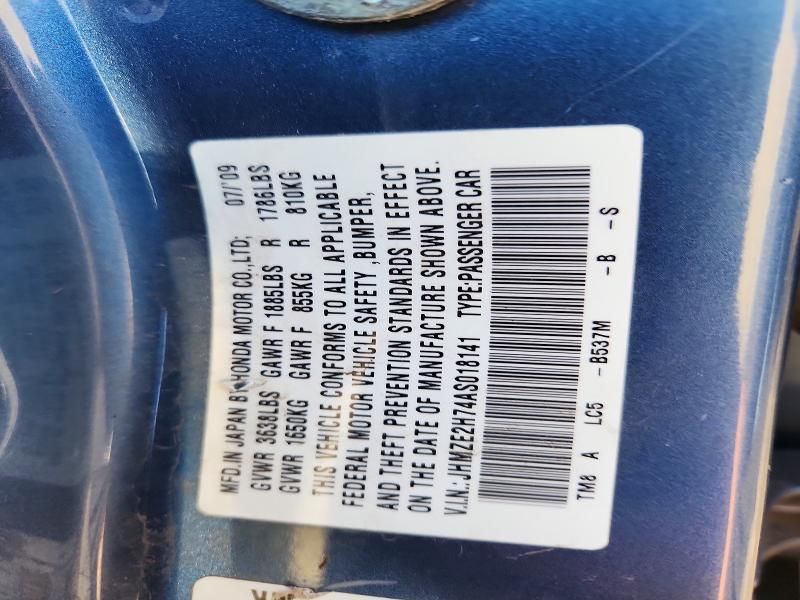 MFD.IN JAPAN BY HONDA MOTOR CO.,LTD; 07/'09
GVWR 3638LBS GAWR F 1885LBS R 1786LBS
GVWR 1650KG GAWR F 855KG R 810KG
THIS VEHICLE CONFORMS TO ALL APPLICABLE
FEDERAL MOTOR VEHICLE SAFETY ,BUMPER,
AND THEFT PREVENTION STANDARDS IN EFFECT
ON THE DATE OF MANUFACTURE SHOWN ABOVE.
V.I.N.: JHMZE2H74AS018141 TYPE:PASSENGER CAR
TM8 A LC5 -B537M -B -S